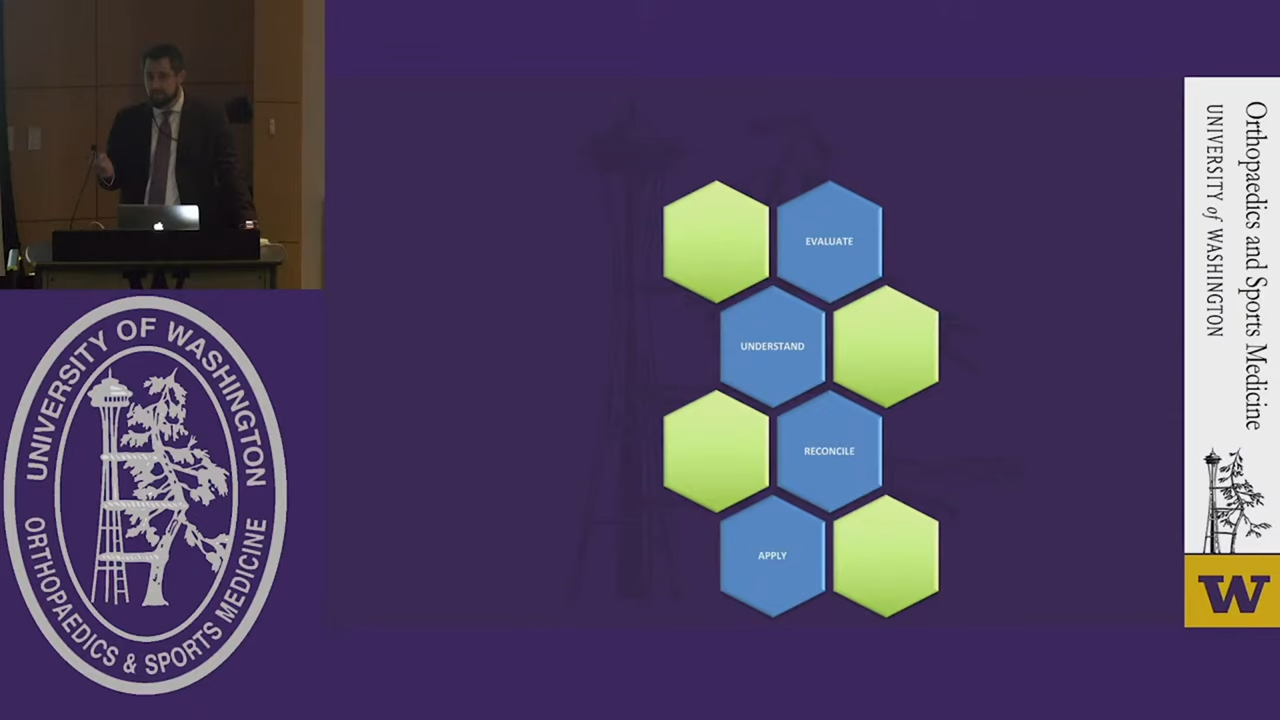 EVALUATE
UNDERSTAND
RECONCILE
APPLY
UNIVERSITY OF WASHINGTON
ORTHOPAEDICS & SPORTS MEDICINE
Orthopaedics and Sports Medicine
UNIVERSITY of WASHINGTON
W